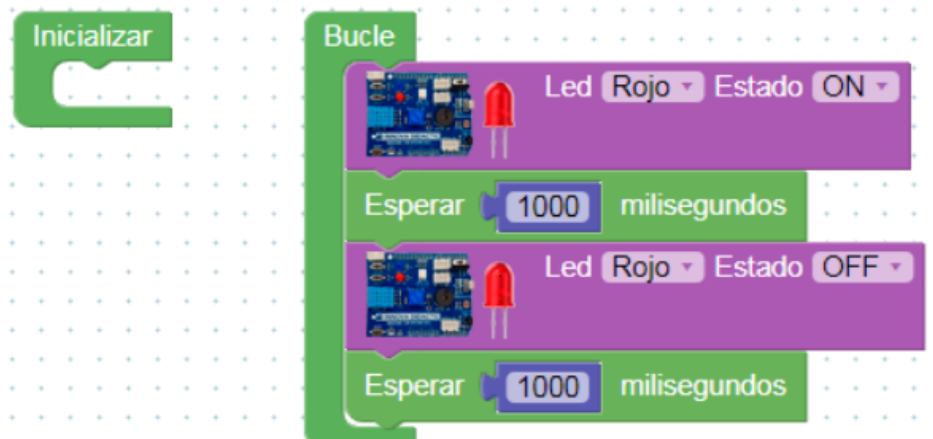 Inicializar
Bucle
Led Rojo Estado ON
Esperar 1000 milisegundos
Led Rojo Estado OFF
Esperar 1000 milisegundos